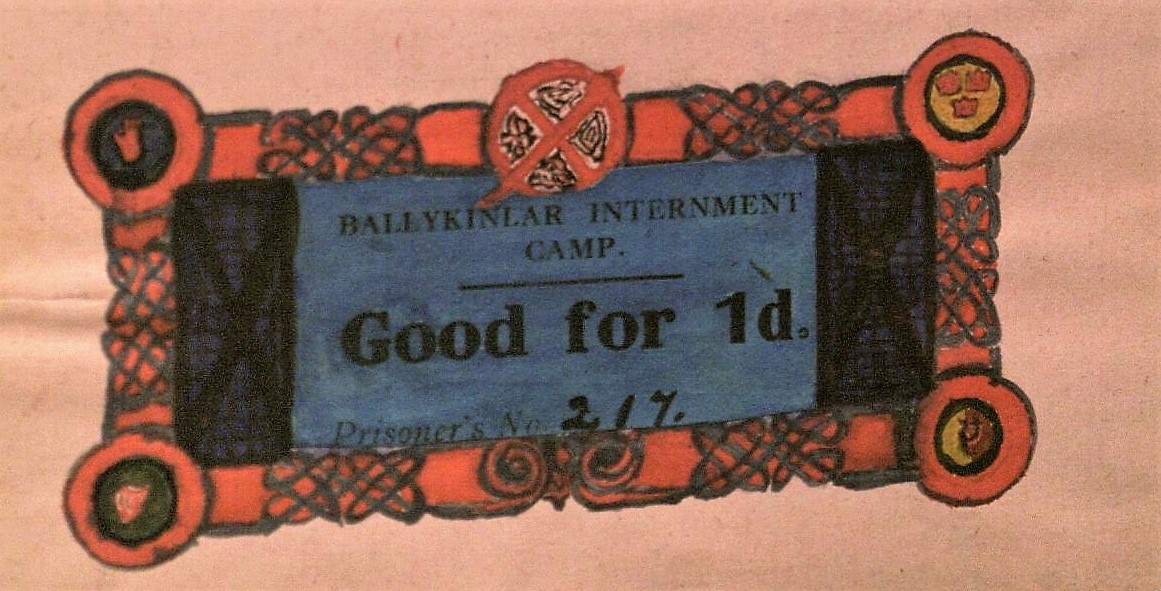 BALLYKINLAR INTERNMENT
CAMP.
Good for 1d.
Prisoner's No. 217.